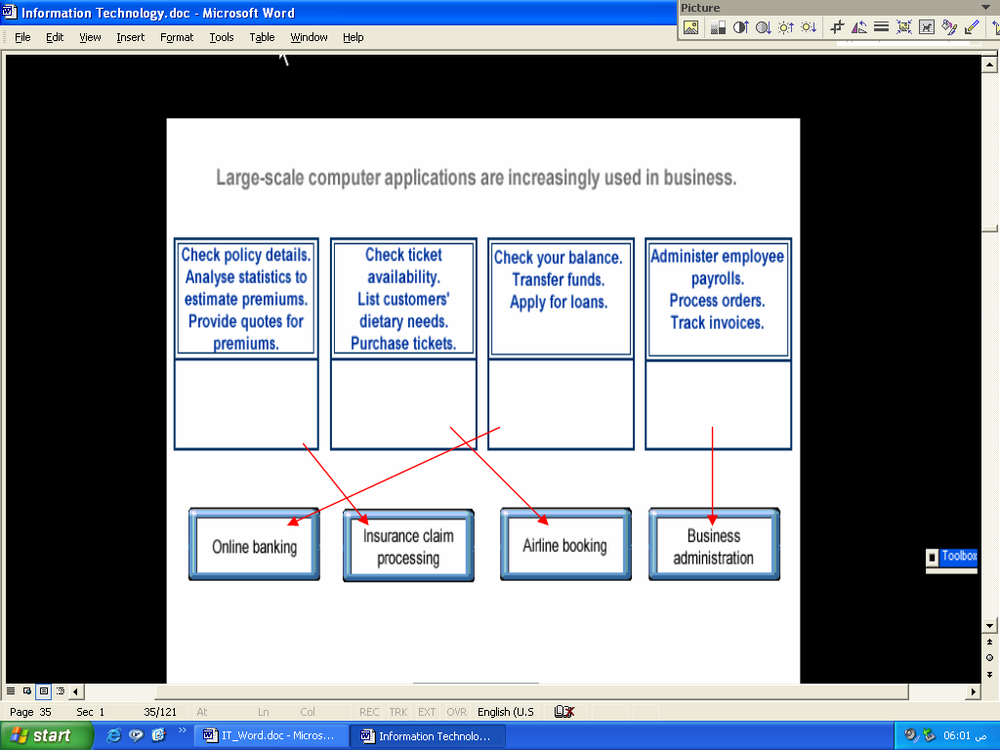 Information Technology.doc - Microsoft Word
Picture
File Edit View Insert Format Tools Table Window Help
Large-scale computer applications are increasingly used in business.
Check policy details.
Analyse statistics to
estimate premiums.
Provide quotes for
premiums.
Check ticket
availability.
List customers'
dietary needs.
Purchase tickets.
Check your balance.
Transfer funds.
Apply for loans.
Administer employee
payrolls.
Process orders.
Track invoices.
Online banking
Insurance claim
processing
Airline booking
Business
administration
Toolbox
Page 35 Sec 1 35/121 At Ln Col REC TRK EXT OVR English (U.S
start IT_Word.doc - Micros... Information Technolo... 06:01 ص